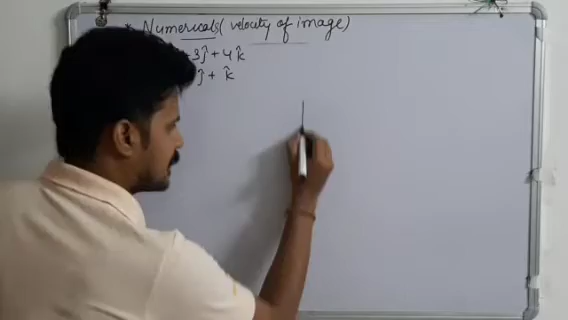 * Numericals ( velocity of image )
+3ĵ + 4 k̂
ĵ + k̂